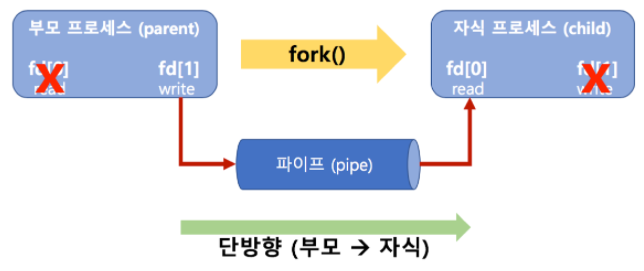 부모 프로세스 (parent)
fd[0] fd[1]
read write
fork()
자식 프로세스 (child)
fd[0] fd[1]
read write
파이프 (pipe)
단방향 (부모 → 자식)